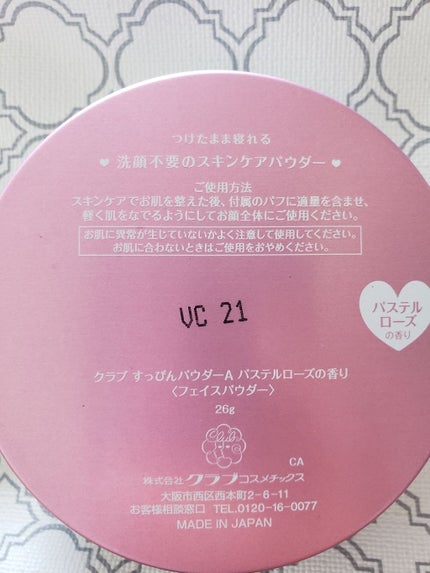 つけたまま寝れる
♥ 洗顔不要のスキンケアパウダー ♥
ご使用方法
スキンケアでお肌を整えた後、付属のパフに適量を含ませ、
軽く肌をなでるようにしてお顔全体にご使用ください。
お肌に異常が生じていないかよく注意して使用してください。
お肌に合わないときはご使用をおやめください。
パステル
ローズ
の香り
VC 21
クラブ すっぴんパウダーA パステルローズの香り
〈フェイスパウダー〉
26g
Club
CA
株式会社クラブコスメチックス
大阪市西区西本町2-6-11
お客様相談窓口 TEL.0120-16-0077
MADE IN JAPAN